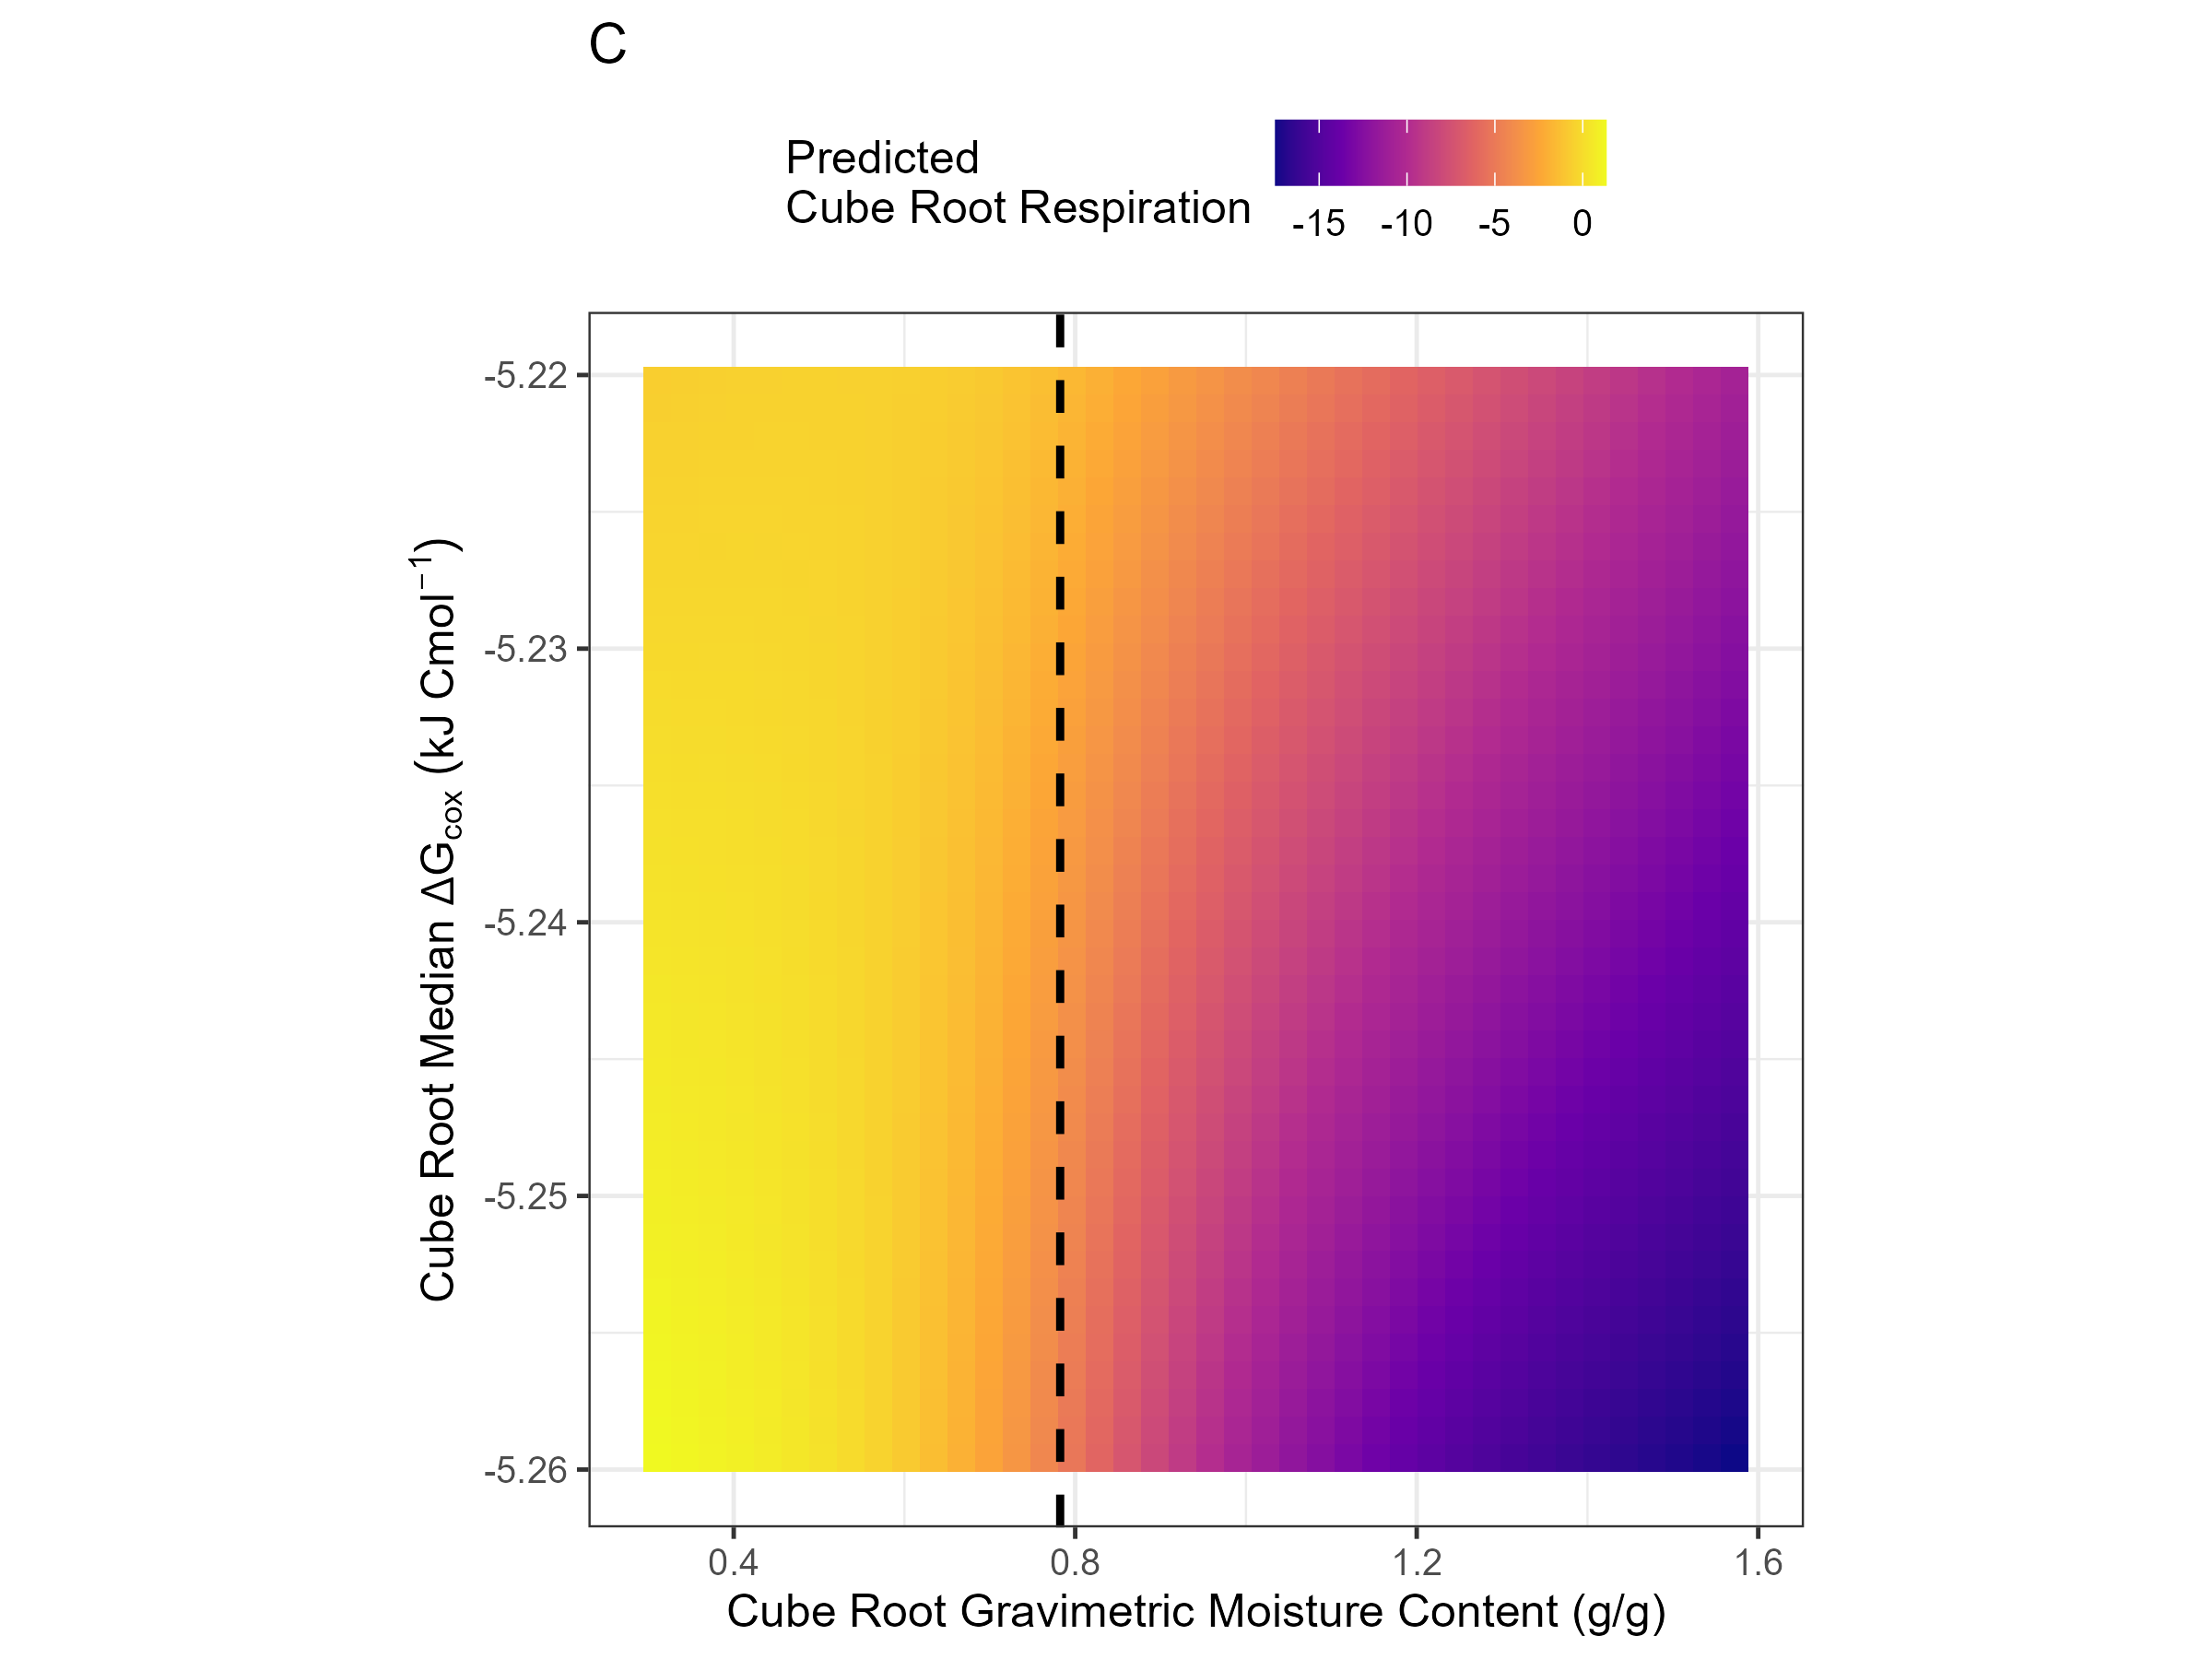 C
Predicted
Cube Root Respiration
-15 -10 -5 0
-5.22
-5.23
-5.24
-5.25
-5.26
Cube Root Median ΔGcox (kJ Cmol−1)
0.4 0.8 1.2 1.6
Cube Root Gravimetric Moisture Content (g/g)